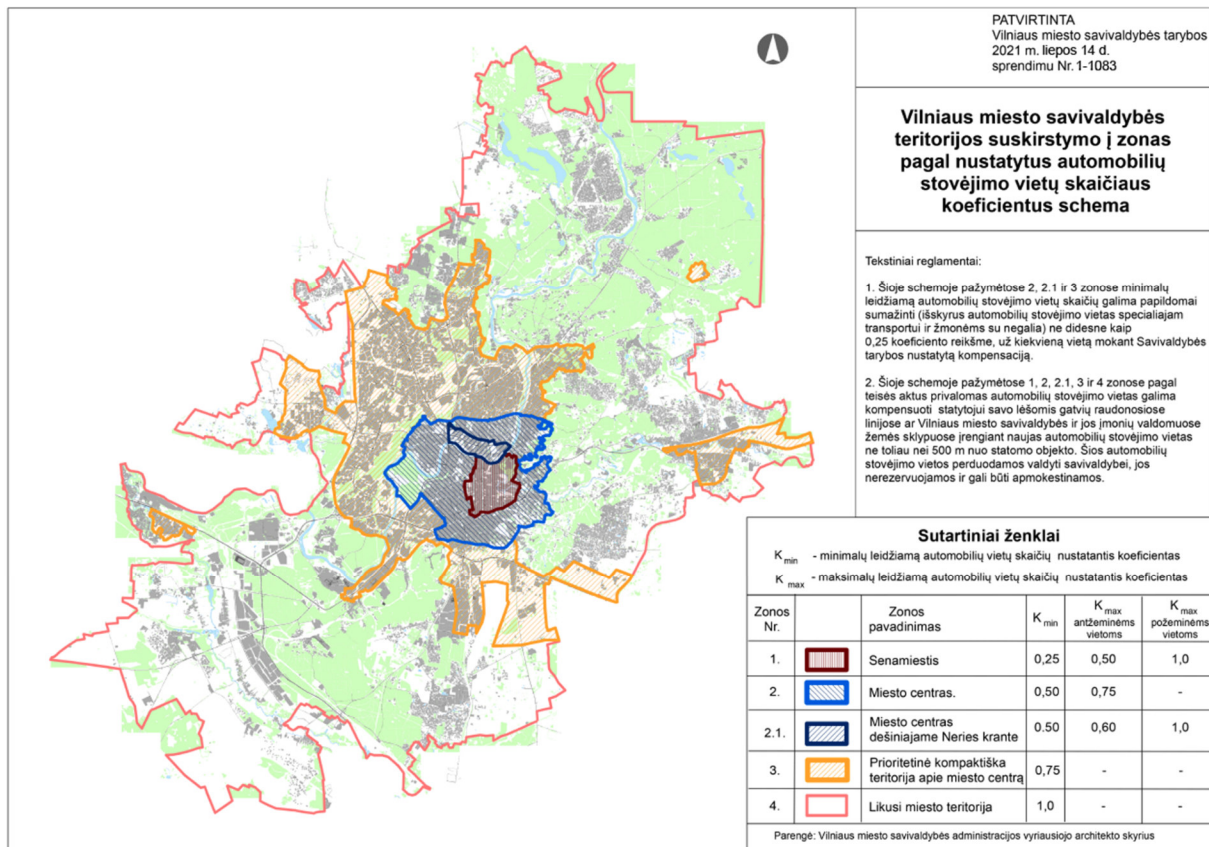 PATVIRTINTA
Vilniaus miesto savivaldybės tarybos
2021 m. liepos 14 d.
sprendimu Nr. 1-1083
Vilniaus miesto savivaldybės
teritorijos suskirstymo į zonas
pagal nustatytus automobilių
stovėjimo vietų skaičiaus
koeficientus schema
Tekstiniai reglamentai:
1. Šioje schemoje pažymėtose 2, 2.1 ir 3 zonose minimalų
leidžiamą automobilių stovėjimo vietų skaičių galima papildomai
sumažinti (išskyrus automobilių stovėjimo vietas specialiajam
transportui ir žmonėms su negalia) ne didesne kaip
0,25 koeficiento reikšme, už kiekvieną vietą mokant Savivaldybės
tarybos nustatytą kompensaciją.
2. Šioje schemoje pažymėtose 1, 2, 2.1, 3 ir 4 zonose pagal
teisės aktus privalomas automobilių stovėjimo vietas galima
kompensuoti statytojui savo lėšomis gatvių raudonosiose
linijose ar Vilniaus miesto savivaldybės ir jos įmonių valdomuose
žemės sklypuose įrengiant naujas automobilių stovėjimo vietas
ne toliau nei 500 m nuo statomo objekto. Šios automobilių
stovėjimo vietos perduodamos valdyti savivaldybei, jos
nerezervuojamos ir gali būti apmokestinamos.
Sutartiniai ženklai
K min - minimalų leidžiamą automobilių vietų skaičių nustatantis koeficientas
K max - maksimalų leidžiamą automobilių vietų skaičių nustatantis koeficientas
Zonos Nr. Zonos pavadinimas K min K max antžeminėms vietoms K max požeminėms vietoms
1. Senamiestis 0,25 0,50 1,0
2. Miesto centras. 0,50 0,75 -
2.1. Miesto centras dešiniajame Neries krante 0.50 0,60 1,0
3. Prioritetinė kompaktiška teritorija apie miesto centrą 0,75 - -
4. Likusi miesto teritorija 1,0 - -
Parengė: Vilniaus miesto savivaldybės administracijos vyriausiojo architekto skyrius